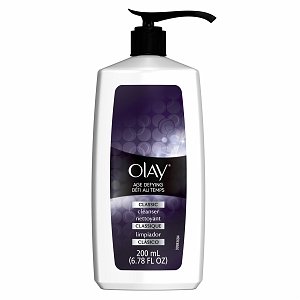 OLAY
AGE DEFYING
DÉFI AU TEMPS
CLASSIC
cleanser
nettoyant
CLASSIQUE
limpiador
CLÁSICO
200 mL
(6.78 FL OZ)